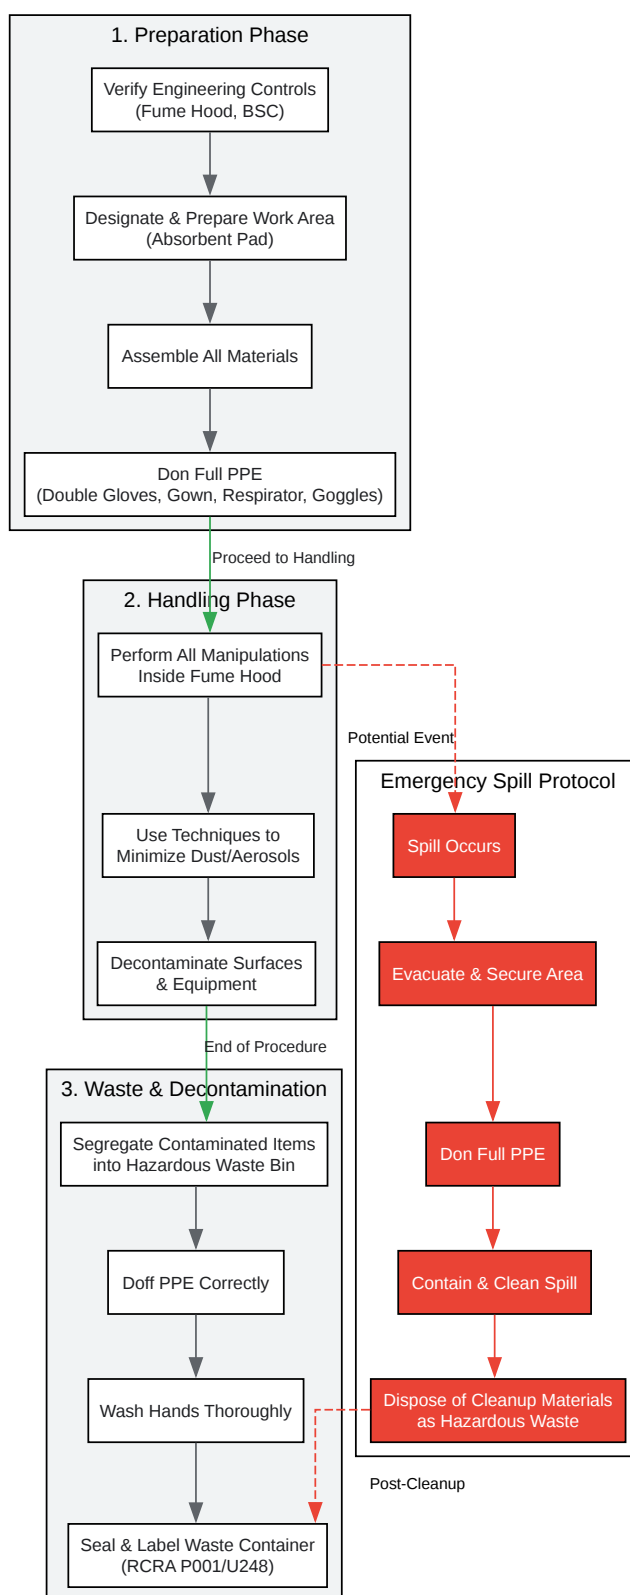 1. Preparation Phase
Verify Engineering Controls
(Fume Hood, BSC)
Designate & Prepare Work Area
(Absorbent Pad)
Assemble All Materials
Don Full PPE
(Double Gloves, Gown, Respirator, Goggles)
Proceed to Handling
2. Handling Phase
Perform All Manipulations
Inside Fume Hood
Use Techniques to
Minimize Dust/Aerosols
Decontaminate Surfaces
& Equipment
End of Procedure
Potential Event
Emergency Spill Protocol
Spill Occurs
Evacuate & Secure Area
Don Full PPE
Contain & Clean Spill
Dispose of Cleanup Materials
as Hazardous Waste
Post-Cleanup
3. Waste & Decontamination
Segregate Contaminated Items
into Hazardous Waste Bin
Doff PPE Correctly
Wash Hands Thoroughly
Seal & Label Waste Container
(RCRA P001/U248)